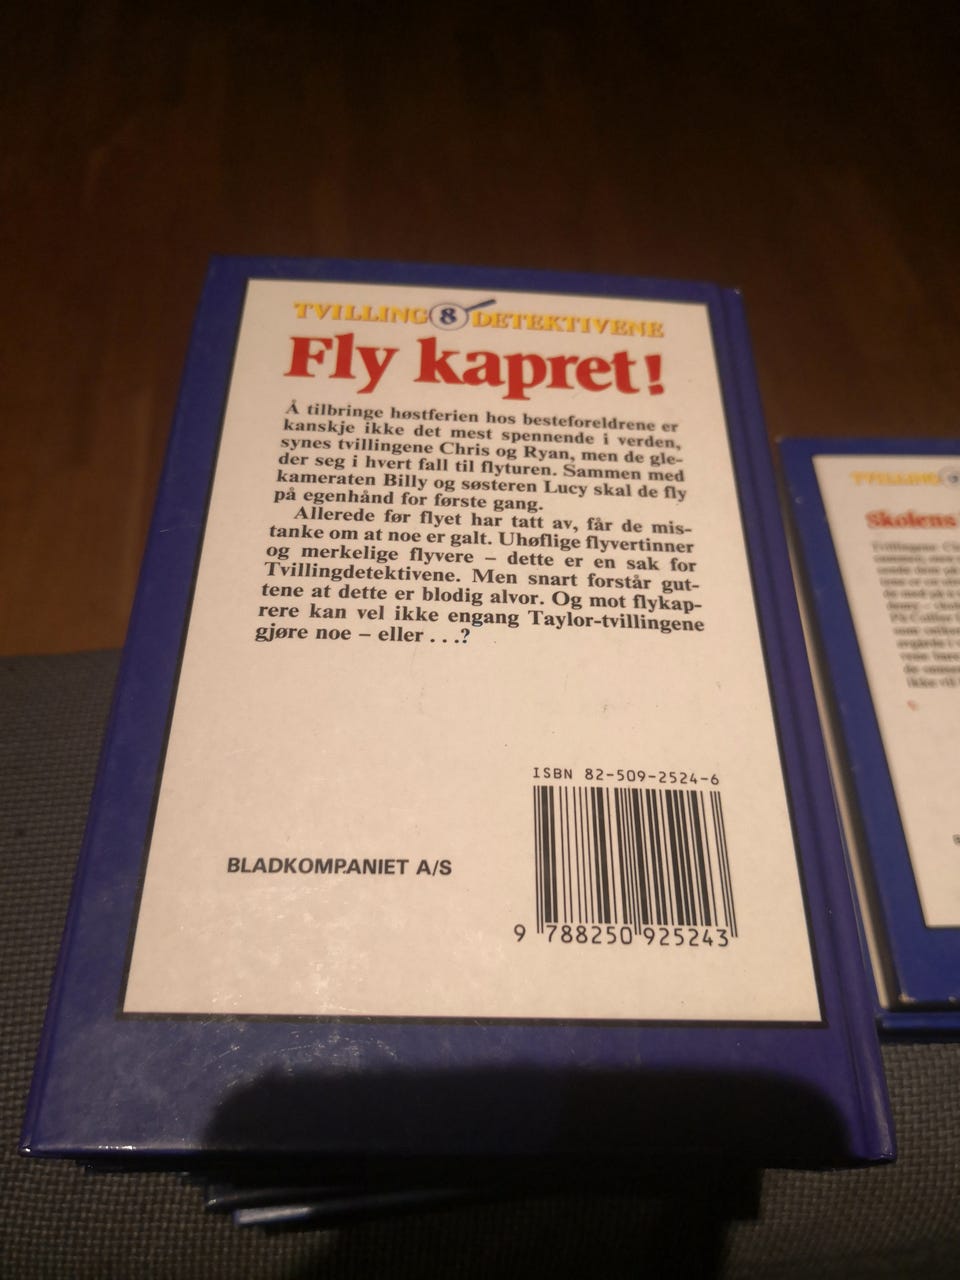 TVILLING 8 DETEKTIVENE
Fly kapret!
Å tilbringe høstferien hos besteforeldrene er
kanskje ikke det mest spennende i verden,
synes tvillingene Chris og Ryan, men de gle-
der seg i hvert fall til flyturen. Sammen med
kameraten Billy og søsteren Lucy skal de fly
på egenhånd for første gang.
Allerede før flyet har tatt av, får de mis-
tanke om at noe er galt. Uhøflige flyvertinner
og merkelige flyvere – dette er en sak for
Tvillingdetektivene. Men snart forstår gut-
tene at dette er blodig alvor. Og mot flykap-
rere kan vel ikke engang Taylor-tvillingene
gjøre noe – eller . . .?
ISBN 82-509-2524-6
BLADKOMPANIET A/S
9 788250 925243
TVILLING
Skolens